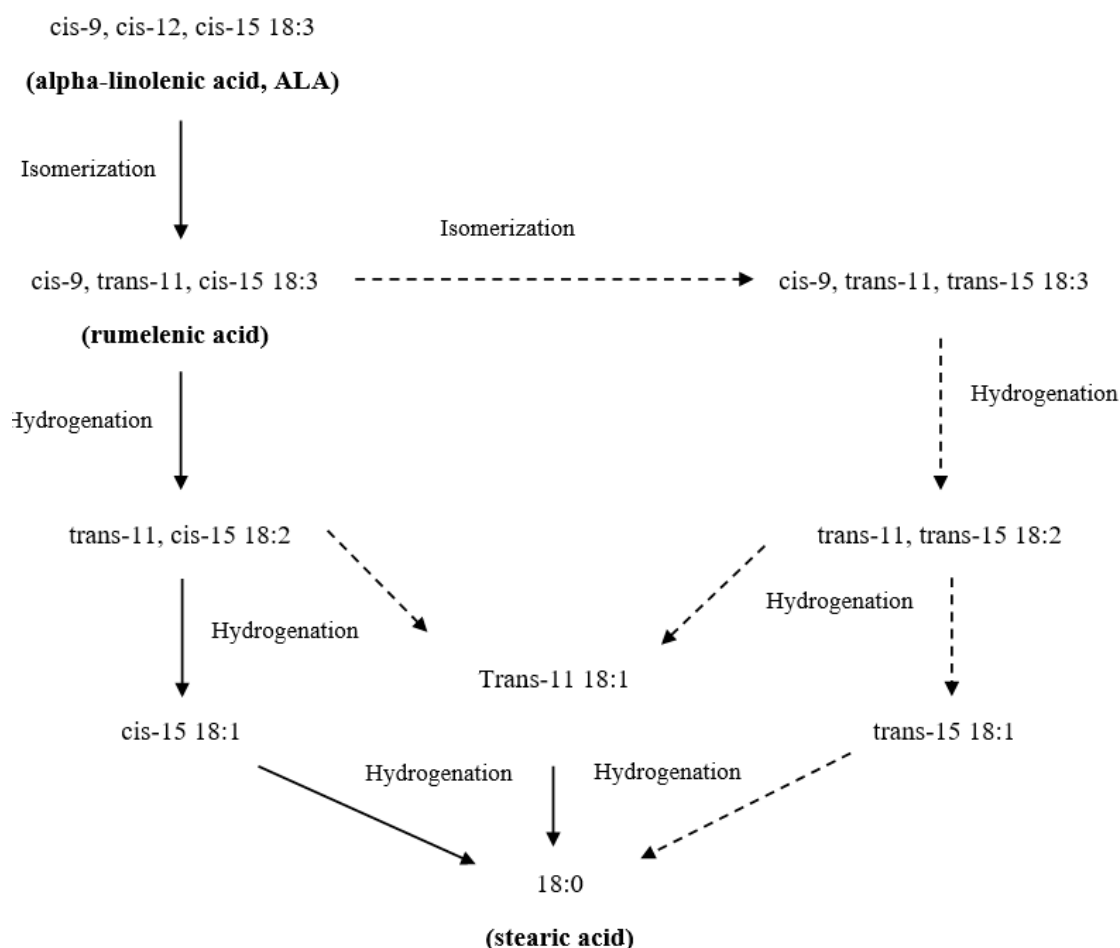 cis-9, cis-12, cis-15 18:3
(alpha-linolenic acid, ALA)
Isomerization
Isomerization
cis-9, trans-11, cis-15 18:3
cis-9, trans-11, trans-15 18:3
(rumelenic acid)
Hydrogenation
Hydrogenation
trans-11, cis-15 18:2
trans-11, trans-15 18:2
Hydrogenation
Hydrogenation
Trans-11 18:1
cis-15 18:1
trans-15 18:1
Hydrogenation
Hydrogenation
18:0
(stearic acid)